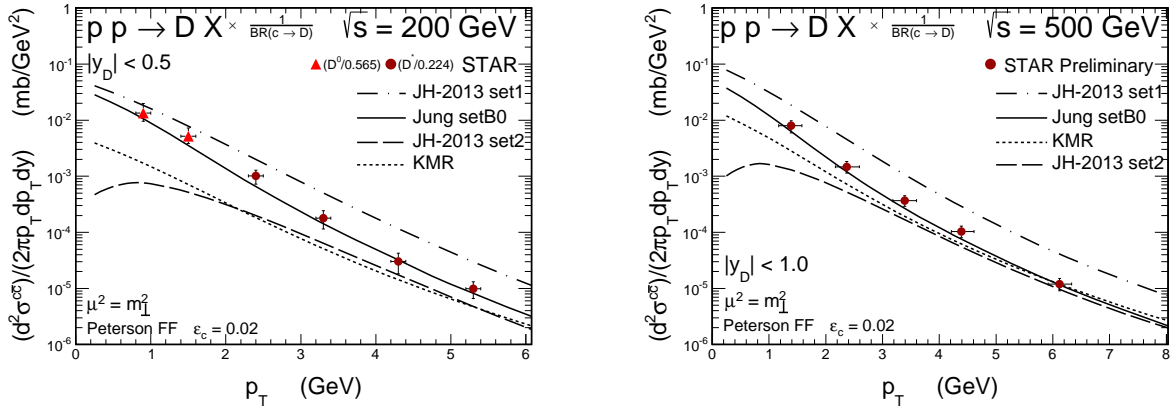 p p → D X × 1/BR(c → D) √s = 200 GeV
|y_D| < 0.5
▲(D⁰/0.565) ●(D*/0.224) STAR
JH-2013 set1
Jung setB0
JH-2013 set2
KMR
μ² = m²⊥
Peterson FF ε_c = 0.02
(d²σ^cc̄)/(2πp_T dp_T dy) (mb/GeV²)
1
10⁻¹
10⁻²
10⁻³
10⁻⁴
10⁻⁵
10⁻⁶
0 1 2 3 4 5 6
p_T (GeV)
p p → D X × 1/BR(c → D) √s = 500 GeV
● STAR Preliminary
JH-2013 set1
Jung setB0
KMR
JH-2013 set2
|y_D| < 1.0
μ² = m²⊥
Peterson FF ε_c = 0.02
(d²σ^cc̄)/(2πp_T dp_T dy) (mb/GeV²)
1
10⁻¹
10⁻²
10⁻³
10⁻⁴
10⁻⁵
10⁻⁶
0 1 2 3 4 5 6 7 8
p_T (GeV)